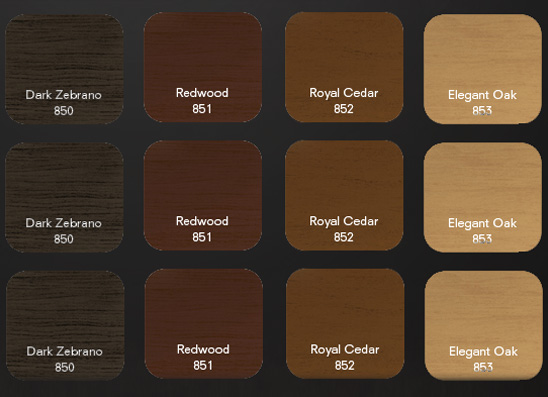 Dark Zebrano
850
Redwood
851
Royal Cedar
852
Elegant Oak
853
Dark Zebrano
850
Redwood
851
Royal Cedar
852
Elegant Oak
853
Dark Zebrano
850
Redwood
851
Royal Cedar
852
Elegant Oak
853